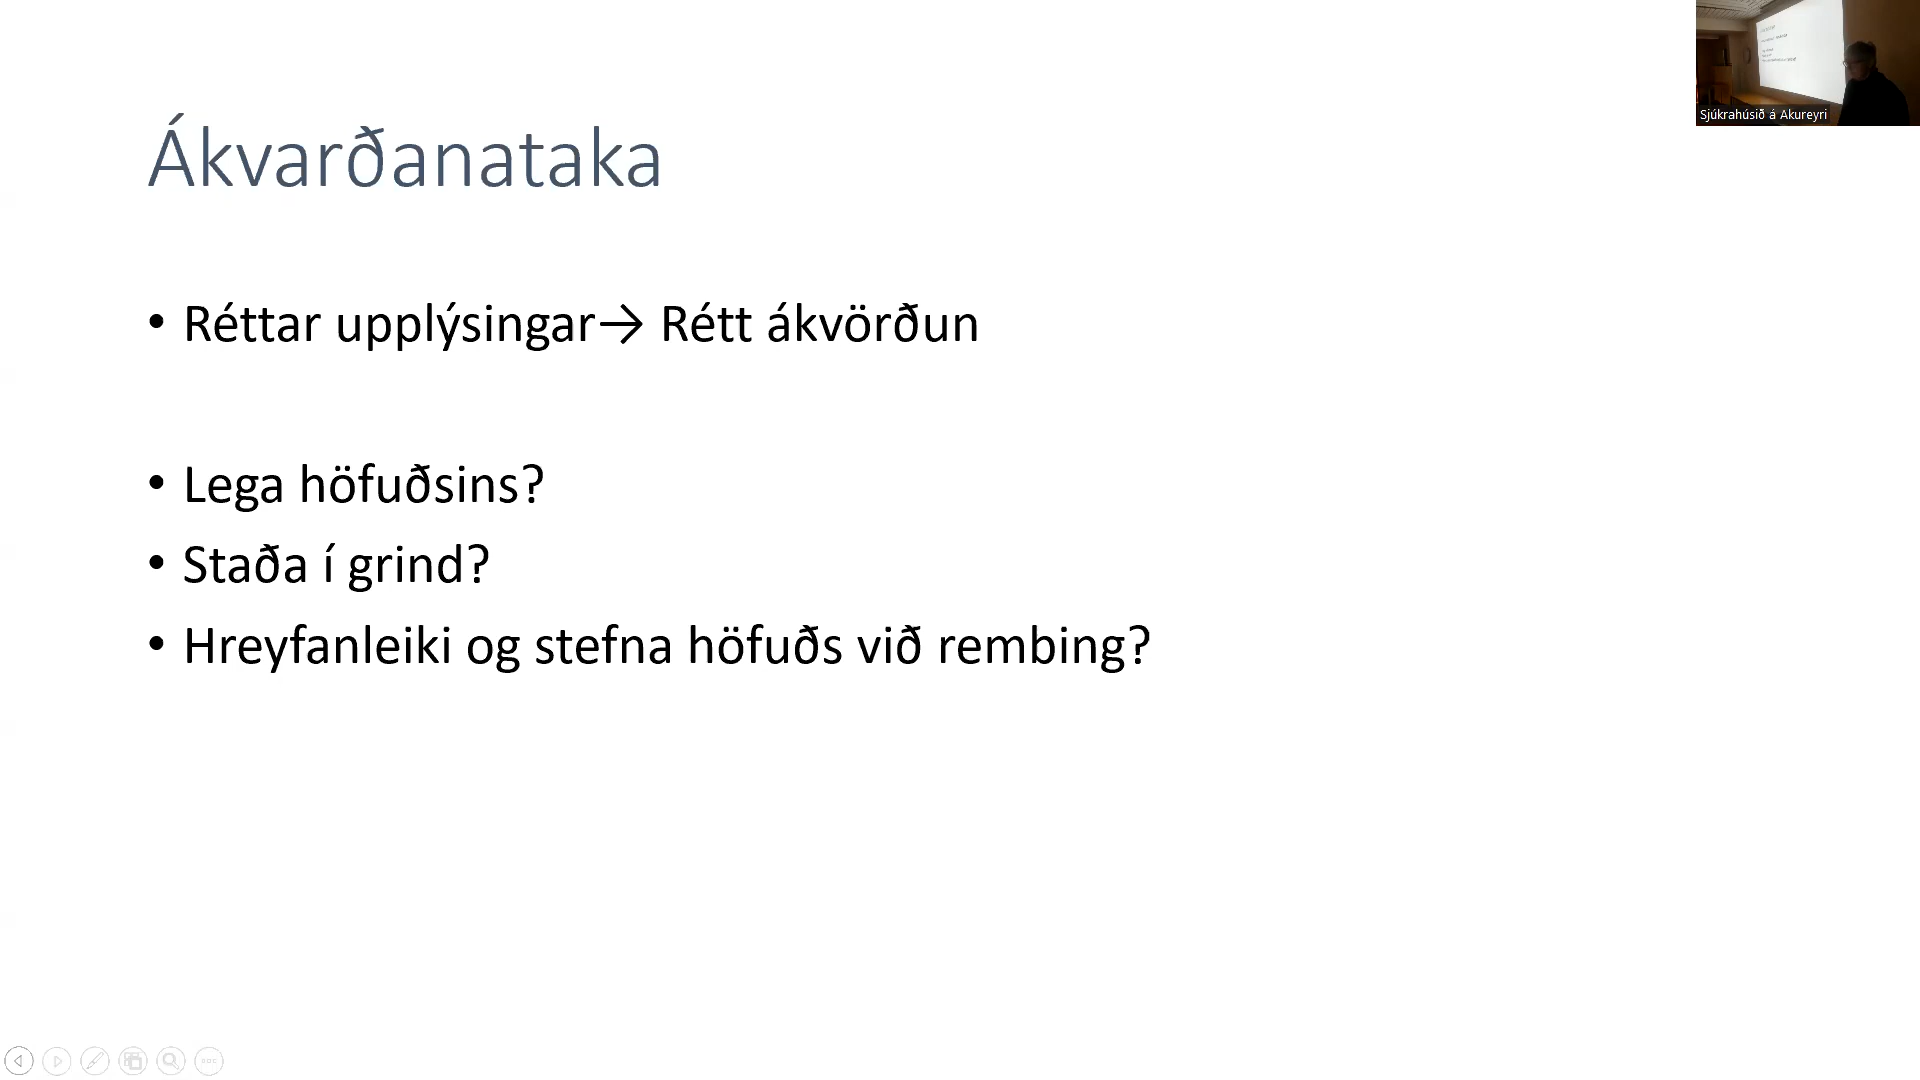 Sjúkrahúsið á Akureyri
Ákvarðanataka
• Réttar upplýsingar→ Rétt ákvörðun
• Lega höfuðsins?
• Staða í grind?
• Hreyfanleiki og stefna höfuðs við rembing?